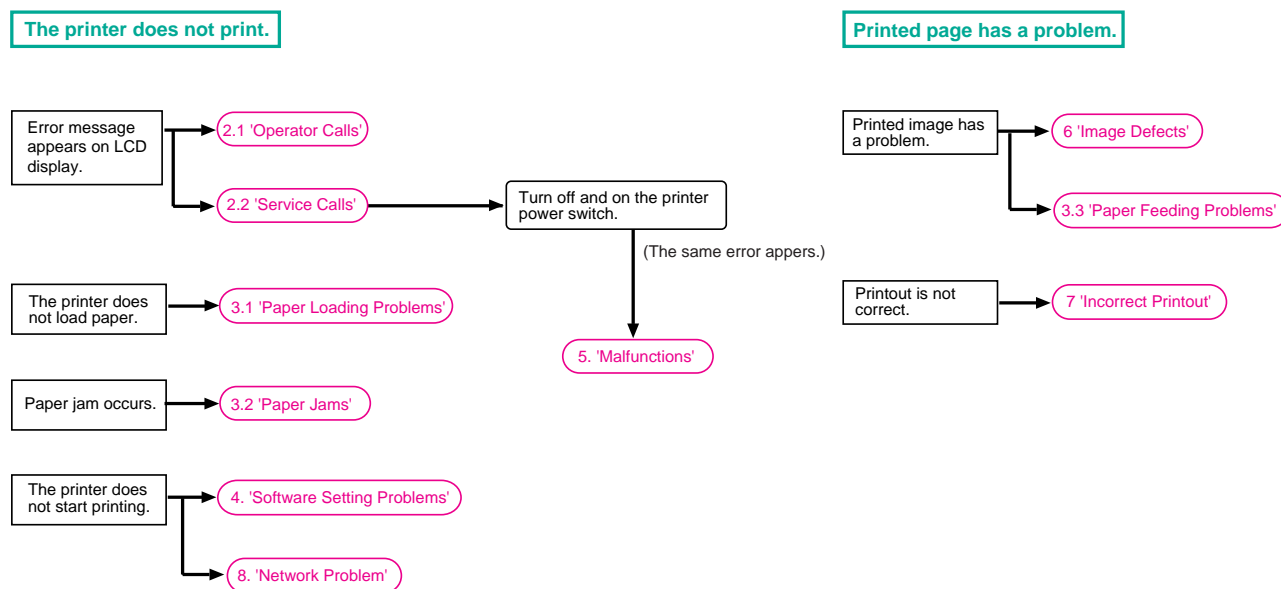 The printer does not print.
Error message
appears on LCD
display.
2.1 'Operator Calls'
2.2 'Service Calls'
Turn off and on the printer
power switch.
(The same error appers.)
5. 'Malfunctions'
The printer does
not load paper.
3.1 'Paper Loading Problems'
Paper jam occurs.
3.2 'Paper Jams'
The printer does
not start printing.
4. 'Software Setting Problems'
8. 'Network Problem'
Printed page has a problem.
Printed image has
a problem.
6 'Image Defects'
3.3 'Paper Feeding Problems'
Printout is not
correct.
7 'Incorrect Printout'